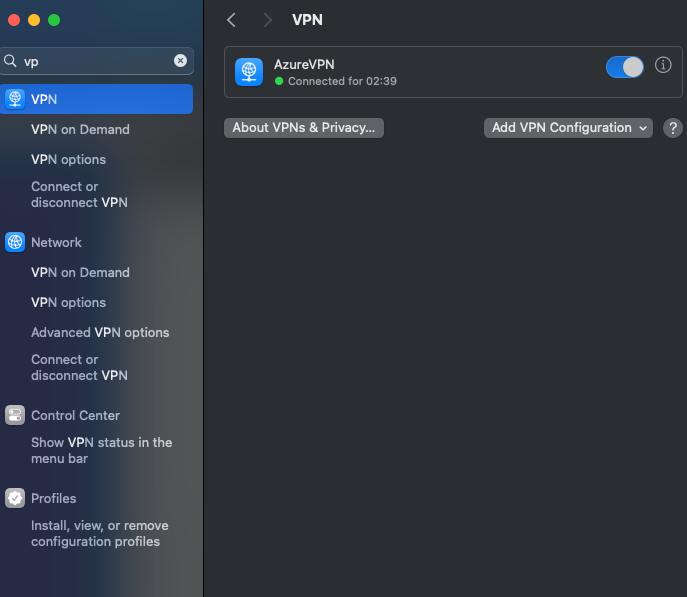 vp
VPN
VPN on Demand
VPN options
Connect or
disconnect VPN
Network
VPN on Demand
VPN options
Advanced VPN options
Connect or
disconnect VPN
Control Center
Show VPN status in the
menu bar
Profiles
Install, view, or remove
configuration profiles
VPN
AzureVPN
Connected for 02:39
About VPNs & Privacy...
Add VPN Configuration
?